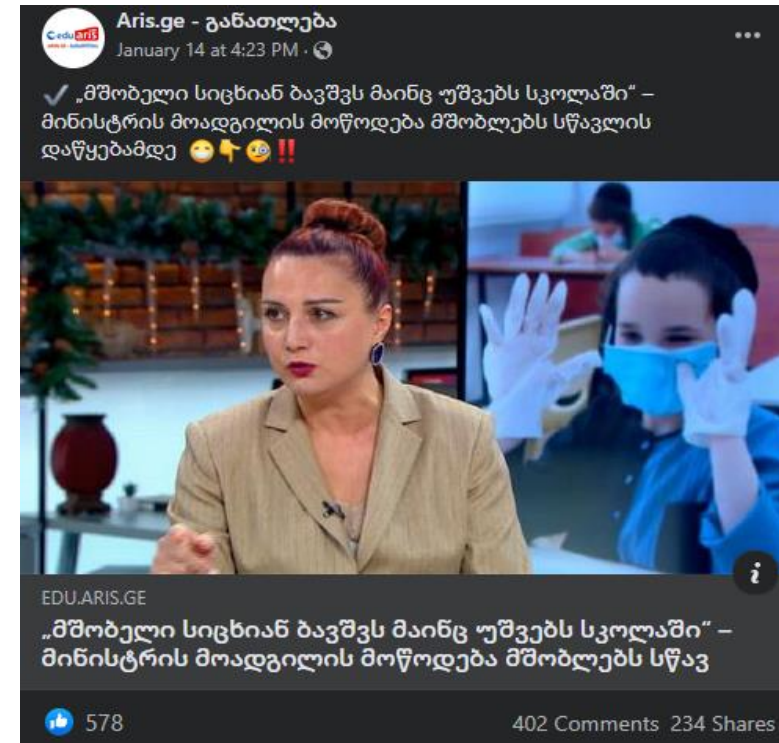 Aris.ge - განათლება
January 14 at 4:23 PM ·
„მშობელი სიცხიან ბავშვს მაინც უშვებს სკოლაში“ –
მინისტრის მოადგილის მოწოდება მშობლებს სწავლის
დაწყებამდე 😷👇🧐‼️
EDU.ARIS.GE
„მშობელი სიცხიან ბავშვს მაინც უშვებს სკოლაში“ –
მინისტრის მოადგილის მოწოდება მშობლებს სწავ
578
402 Comments 234 Shares